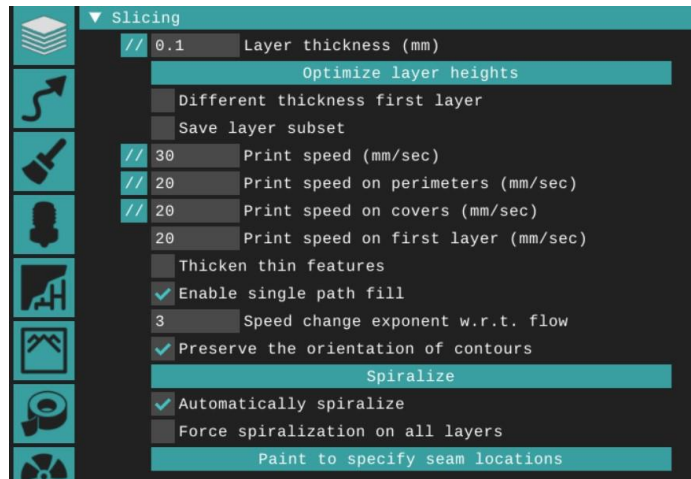 ▼ Slicing
// 0.1 Layer thickness (mm)
Optimize layer heights
Different thickness first layer
Save layer subset
// 30 Print speed (mm/sec)
// 20 Print speed on perimeters (mm/sec)
// 20 Print speed on covers (mm/sec)
20 Print speed on first layer (mm/sec)
Thicken thin features
Enable single path fill
3 Speed change exponent w.r.t. flow
Preserve the orientation of contours
Spiralize
Automatically spiralize
Force spiralization on all layers
Paint to specify seam locations